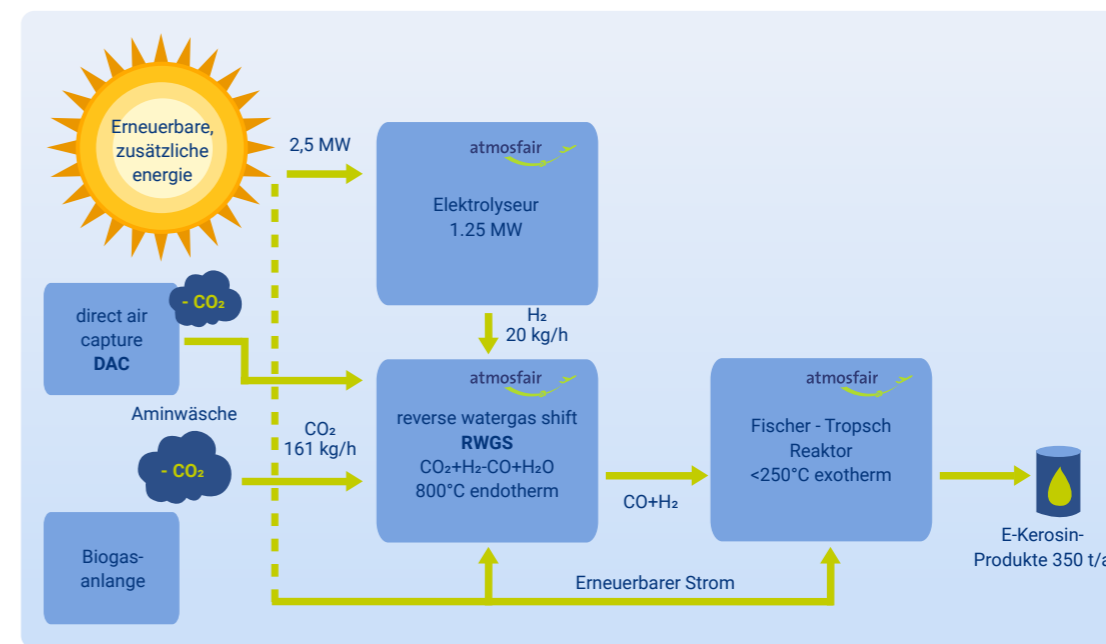 Erneuerbare,
zusätzliche
energie
2,5 MW
atmosfair
Elektrolyseur
1.25 MW
H₂
20 kg/h
direct air
capture
DAC
- CO₂
Aminwäsche
- CO₂
Biogas-
anlange
CO₂
161 kg/h
atmosfair
reverse watergas shift
RWGS
CO₂+H₂-CO+H₂O
800°C endotherm
CO+H₂
atmosfair
Fischer - Tropsch
Reaktor
<250°C exotherm
E-Kerosin-
Produkte 350 t/a
Erneuerbarer Strom